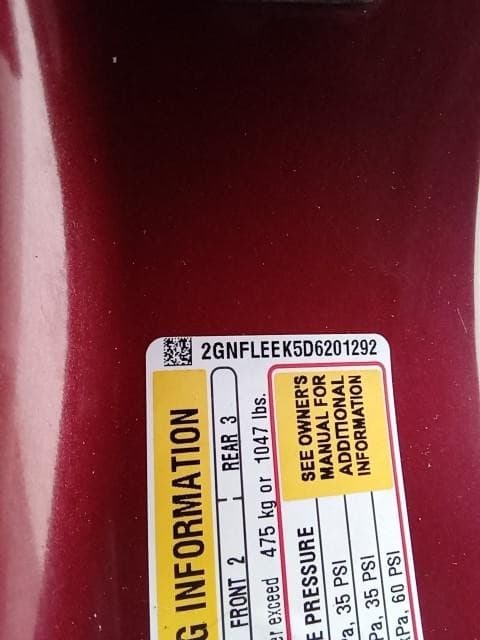 2GNFLEEK5D6201292
G INFORMATION
FRONT 2 REAR 3
er exceed 475 kg or 1047 lbs.
E PRESSURE
SEE OWNER'S
MANUAL FOR
ADDITIONAL
INFORMATION
a, 35 PSI
Pa, 35 PSI
Pa, 60 PSI